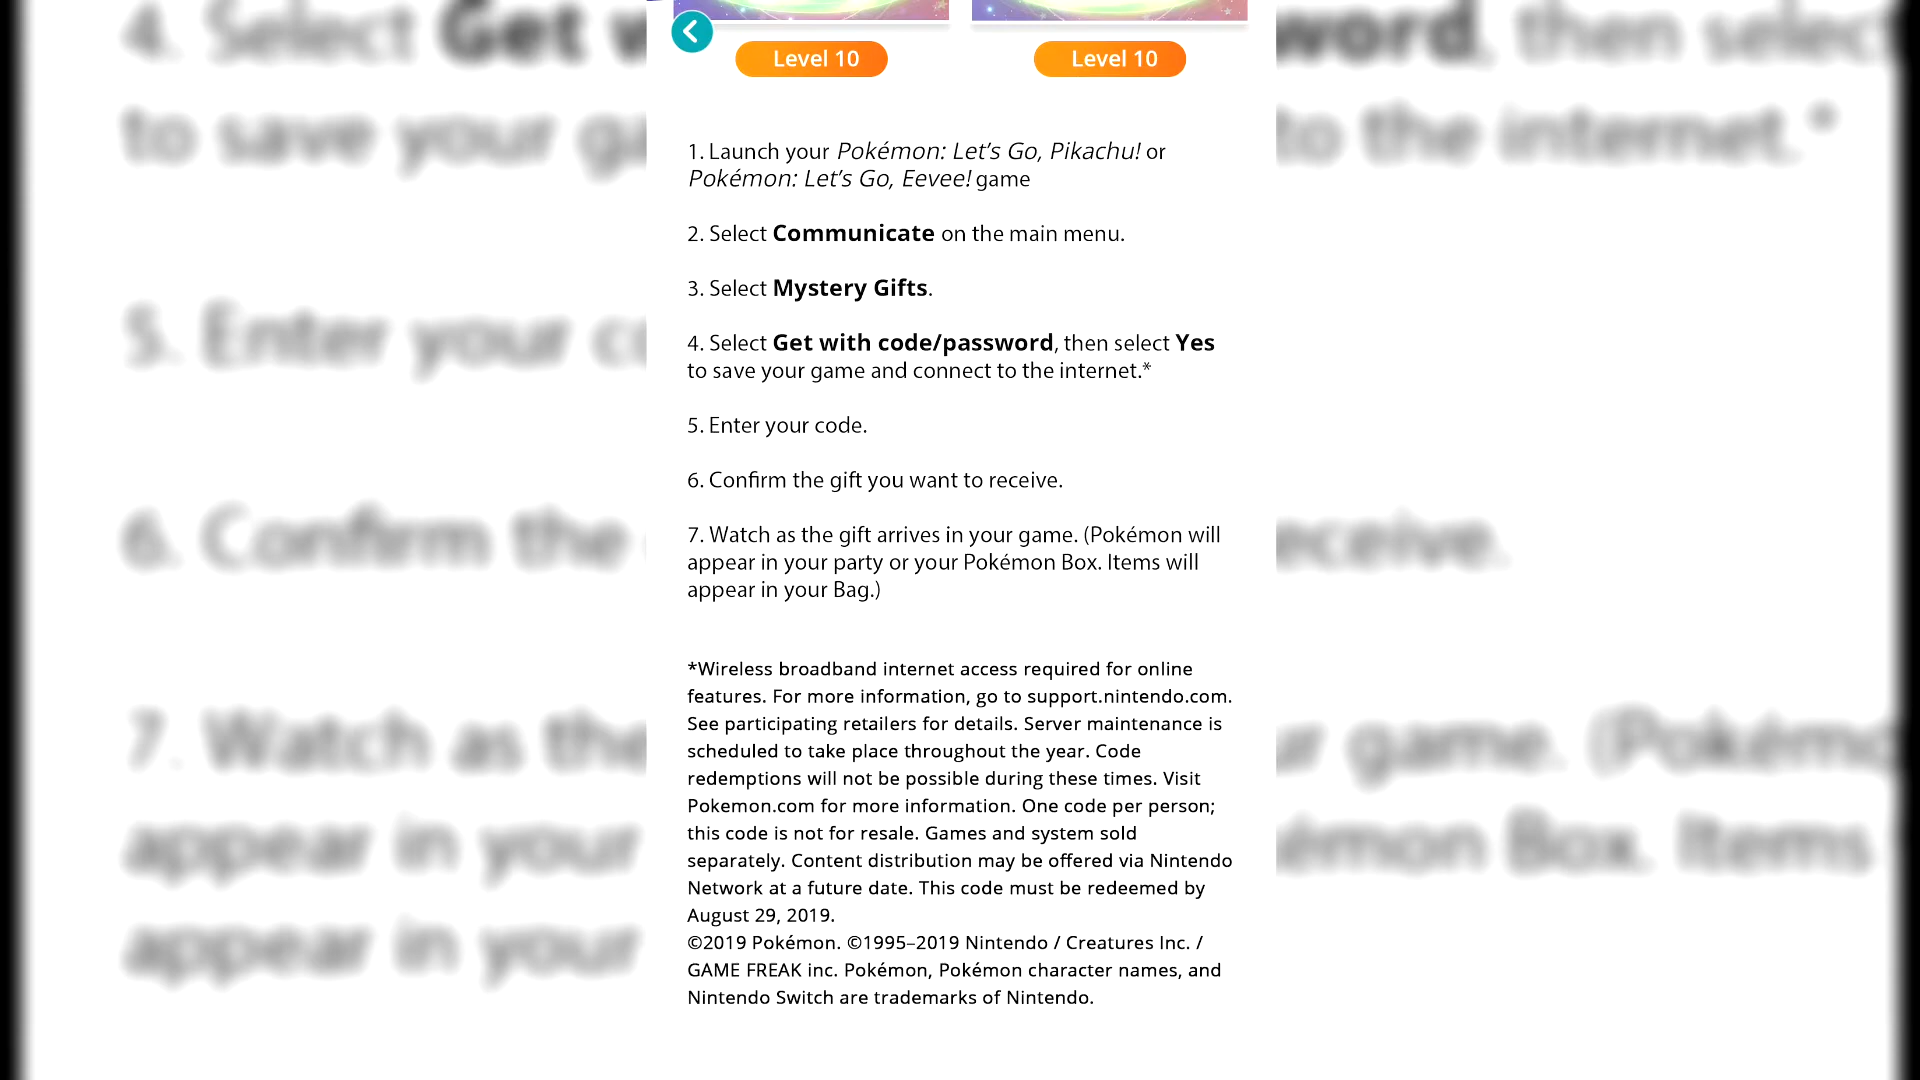 Level 10
Level 10
1. Launch your Pokémon: Let's Go, Pikachu! or
Pokémon: Let's Go, Eevee! game
2. Select Communicate on the main menu.
3. Select Mystery Gifts.
4. Select Get with code/password, then select Yes
to save your game and connect to the internet.*
5. Enter your code.
6. Confirm the gift you want to receive.
7. Watch as the gift arrives in your game. (Pokémon will
appear in your party or your Pokémon Box. Items will
appear in your Bag.)
*Wireless broadband internet access required for online
features. For more information, go to support.nintendo.com.
See participating retailers for details. Server maintenance is
scheduled to take place throughout the year. Code
redemptions will not be possible during these times. Visit
Pokemon.com for more information. One code per person;
this code is not for resale. Games and system sold
separately. Content distribution may be offered via Nintendo
Network at a future date. This code must be redeemed by
August 29, 2019.
©2019 Pokémon. ©1995–2019 Nintendo / Creatures Inc. /
GAME FREAK inc. Pokémon, Pokémon character names, and
Nintendo Switch are trademarks of Nintendo.